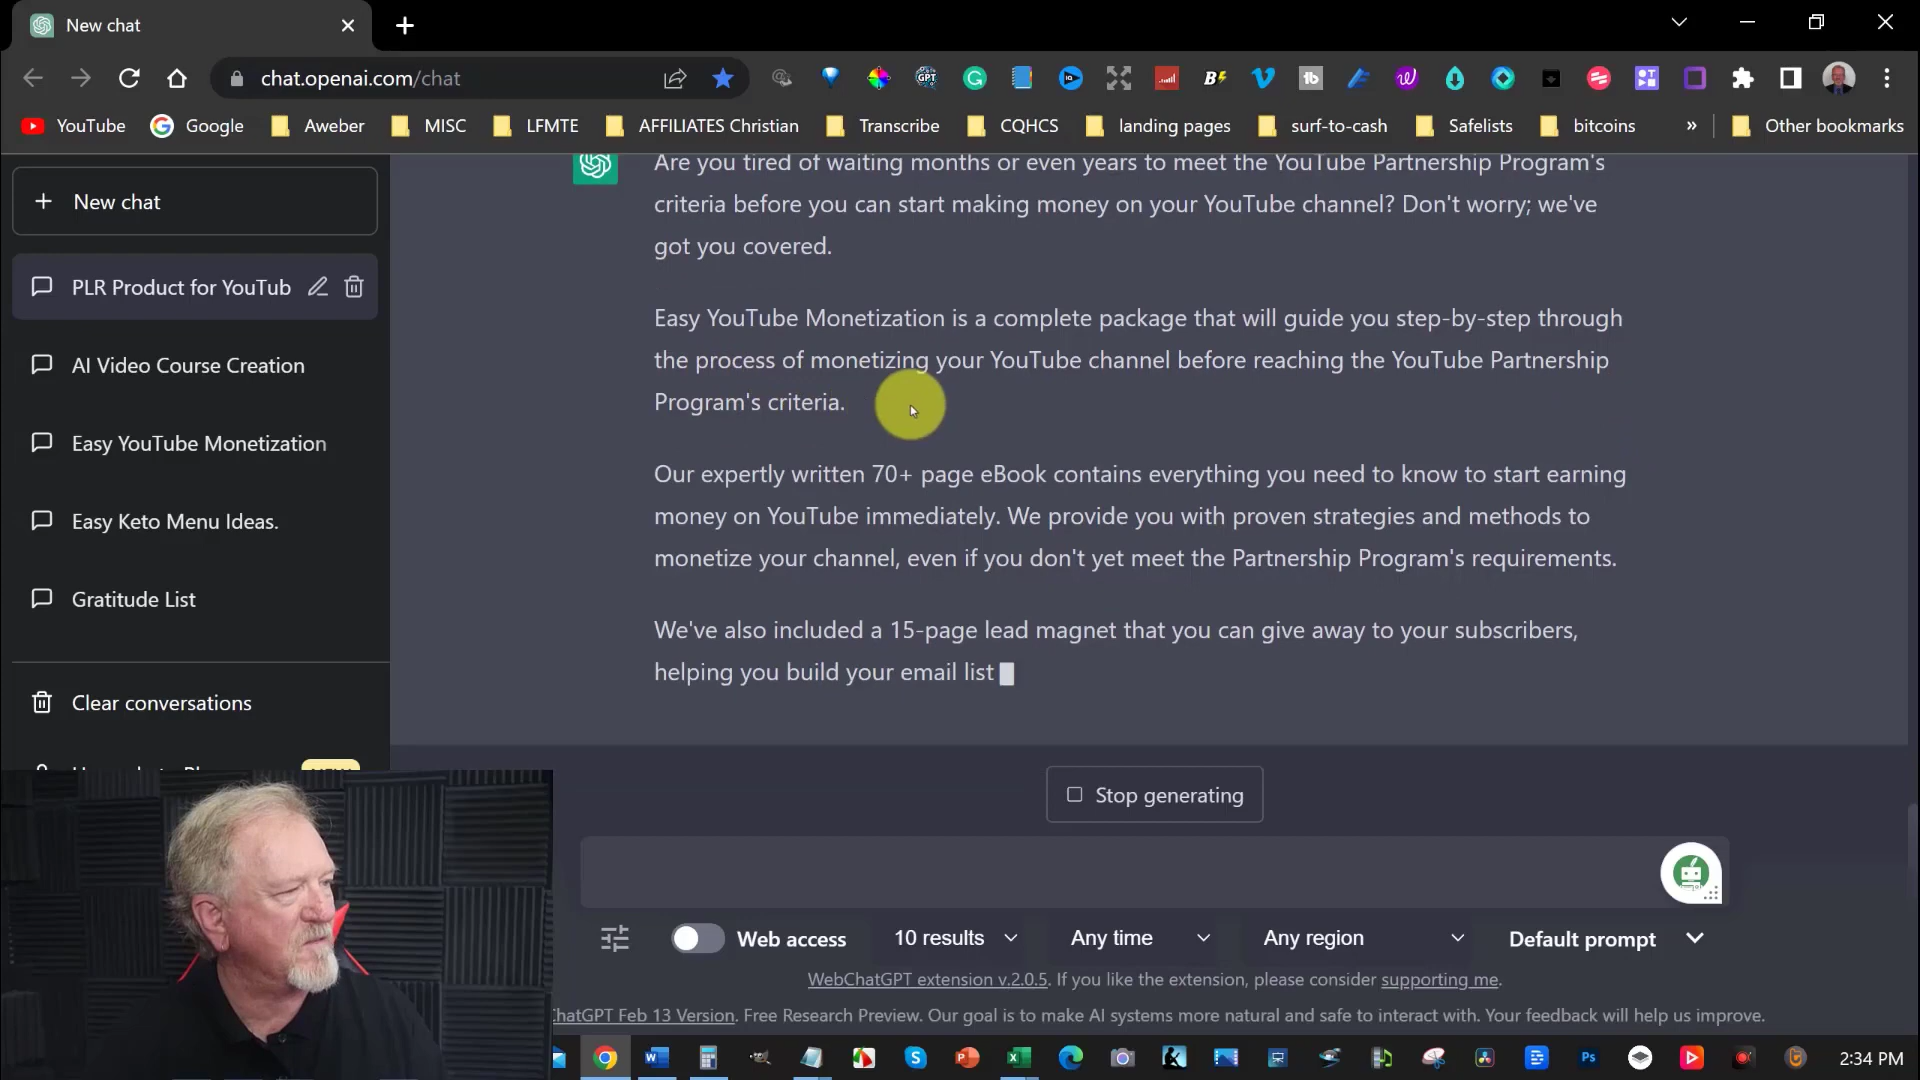 New chat
chat.openai.com/chat
GPT
YouTube
Google
Aweber
MISC
LFMTE
AFFILIATES Christian
Transcribe
CQHCS
landing pages
surf-to-cash
Safelists
bitcoins
»
Other bookmarks
New chat
PLR Product for YouTub
AI Video Course Creation
Easy YouTube Monetization
Easy Keto Menu Ideas.
Gratitude List
Clear conversations
Are you tired of waiting months or even years to meet the YouTube Partnership Program's
criteria before you can start making money on your YouTube channel? Don't worry; we've
got you covered.
Easy YouTube Monetization is a complete package that will guide you step-by-step through
the process of monetizing your YouTube channel before reaching the YouTube Partnership
Program's criteria.
Our expertly written 70+ page eBook contains everything you need to know to start earning
money on YouTube immediately. We provide you with proven strategies and methods to
monetize your channel, even if you don't yet meet the Partnership Program's requirements.
We've also included a 15-page lead magnet that you can give away to your subscribers,
helping you build your email list
Stop generating
Web access
10 results
Any time
Any region
Default prompt
WebChatGPT extension v.2.0.5. If you like the extension, please consider supporting me.
ChatGPT Feb 13 Version. Free Research Preview. Our goal is to make AI systems more natural and safe to interact with. Your feedback will help us improve.
2:34 PM